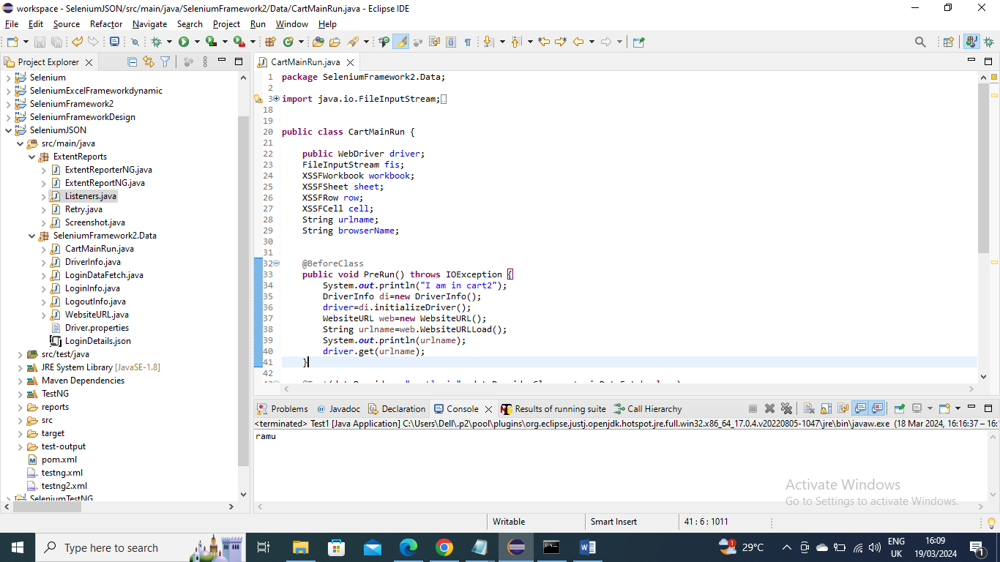 workspace - SeleniumJSON/src/main/java/SeleniumFramework2/Data/CartMainRun.java - Eclipse IDE
File Edit Source Refactor Navigate Search Project Run Window Help
Project Explorer
Selenium
SeleniumExcelFrameworkdynamic
SeleniumFramework2
SeleniumFrameworkDesign
SeleniumJSON
src/main/java
ExtentReports
ExtentReporterNG.java
ExtentReportNG.java
Listeners.java
Retry.java
Screenshot.java
SeleniumFramework2.Data
CartMainRun.java
DriverInfo.java
LoginDataFetch.java
LoginInfo.java
LogoutInfo.java
WebsiteURL.java
Driver.properties
LoginDetails.json
src/test/java
JRE System Library [JavaSE-1.8]
Maven Dependencies
TestNG
reports
src
target
test-output
pom.xml
testng.xml
testng2.xml
SeleniumTestNG
CartMainRun.java
1 package SeleniumFramework2.Data;
2
3 import java.io.FileInputStream;
18
19
20 public class CartMainRun {
21
22 public WebDriver driver;
23 FileInputStream fis;
24 XSSFWorkbook workbook;
25 XSSFSheet sheet;
26 XSSFRow row;
27 XSSFCell cell;
28 String urlname;
29 String browserName;
30
31
32 @BeforeClass
33 public void PreRun() throws IOException {
34 System.out.println("I am in cart2");
35 DriverInfo di=new DriverInfo();
36 driver=di.initializeDriver();
37 WebsiteURL web=new WebsiteURL();
38 String urlname=web.WebsiteURLLoad();
39 System.out.println(urlname);
40 driver.get(urlname);
41 }
42
Problems @ Javadoc Declaration Console Results of running suite Call Hierarchy
<terminated> Test1 [Java Application] C:\Users\Dell\.p2\pool\plugins\org.eclipse.justj.openjdk.hotspot.jre.full.win32.x86_64_17.0.4.v20220805-1047\jre\bin\javaw.exe (18 Mar 2024, 16:16:37 – 16:
ramu
Activate Windows
Go to Settings to activate Windows.
Writable Smart Insert 41 : 6 : 1011
Type here to search
1 29°C
ENG
UK
16:09
19/03/2024
1